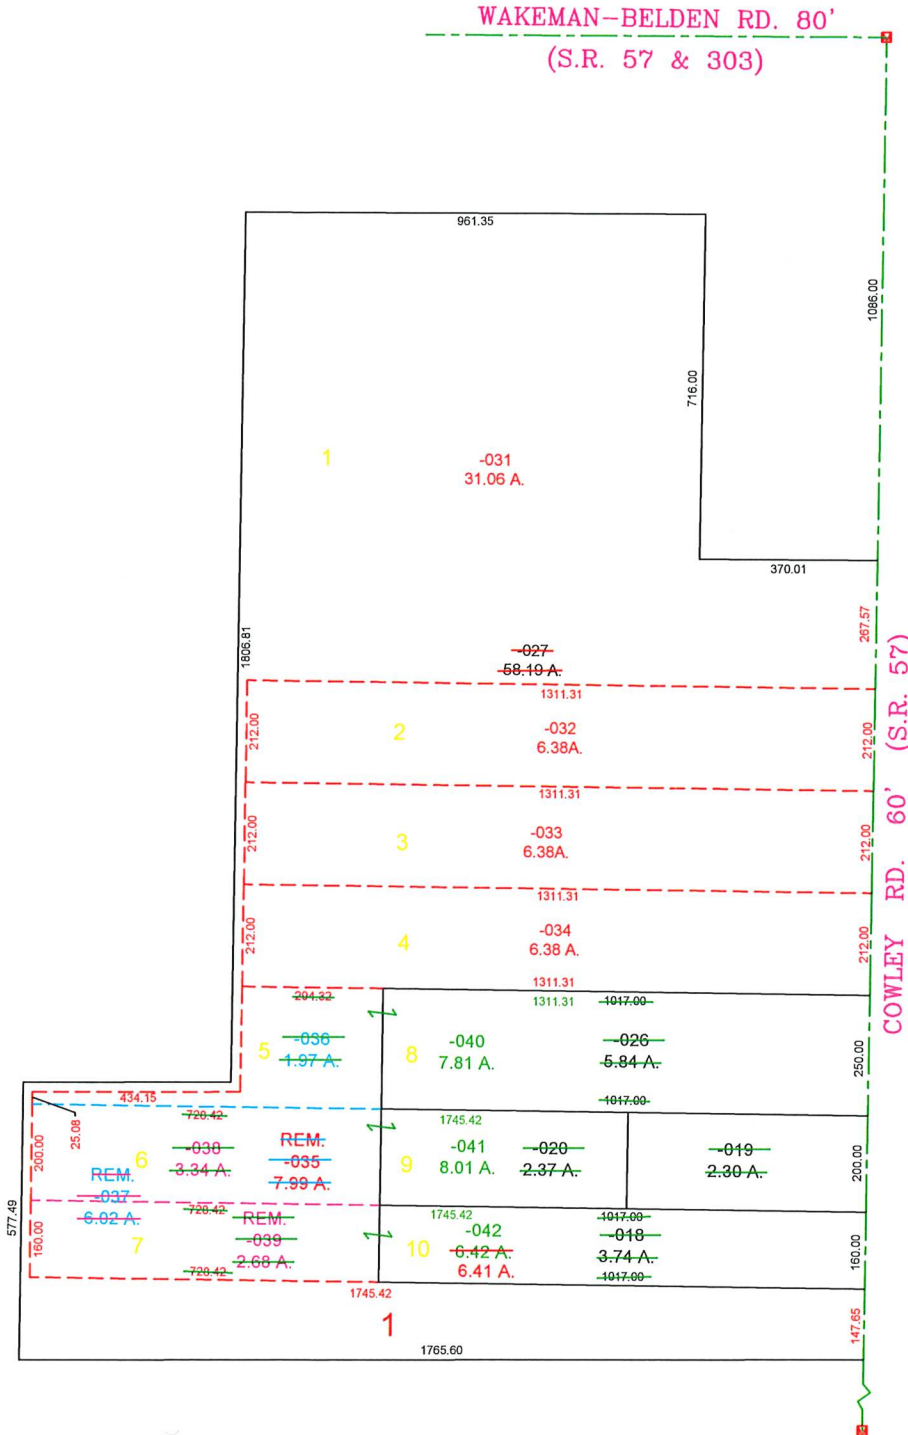 WAKEMAN-BELDEN RD. 80'
(S.R. 57 & 303)
961.35
1086.00
716.00
1
-031
31.06 A.
370.01
267.57
1806.81
-027
58.19 A.
1311.31
(S.R. 57)
212.00
2
-032
6.38A.
212.00
1311.31
60'
212.00
3
-033
6.38A.
212.00
1311.31
RD.
212.00
4
-034
6.38 A.
212.00
COWLEY
1311.31
294.32
1311.31
1017.00
5
-036
1.97 A.
8
-040
7.81 A.
-026
5.84 A.
250.00
434.15
1017.00
25.08
728.42
1745.42
200.00
6
-038
3.34 A.
REM.
-035
7.99 A.
9
-041
8.01 A.
-020
2.37 A.
-019
2.30 A.
200.00
REM.
-037
6.02 A.
577.49
728.42
1745.42
1017.00
160.00
7
REM.
-039
2.68 A.
10
-042
6.42 A.
6.41 A.
-018
3.74 A.
160.00
728.42
1017.00
1745.42
1
147.65
1765.60